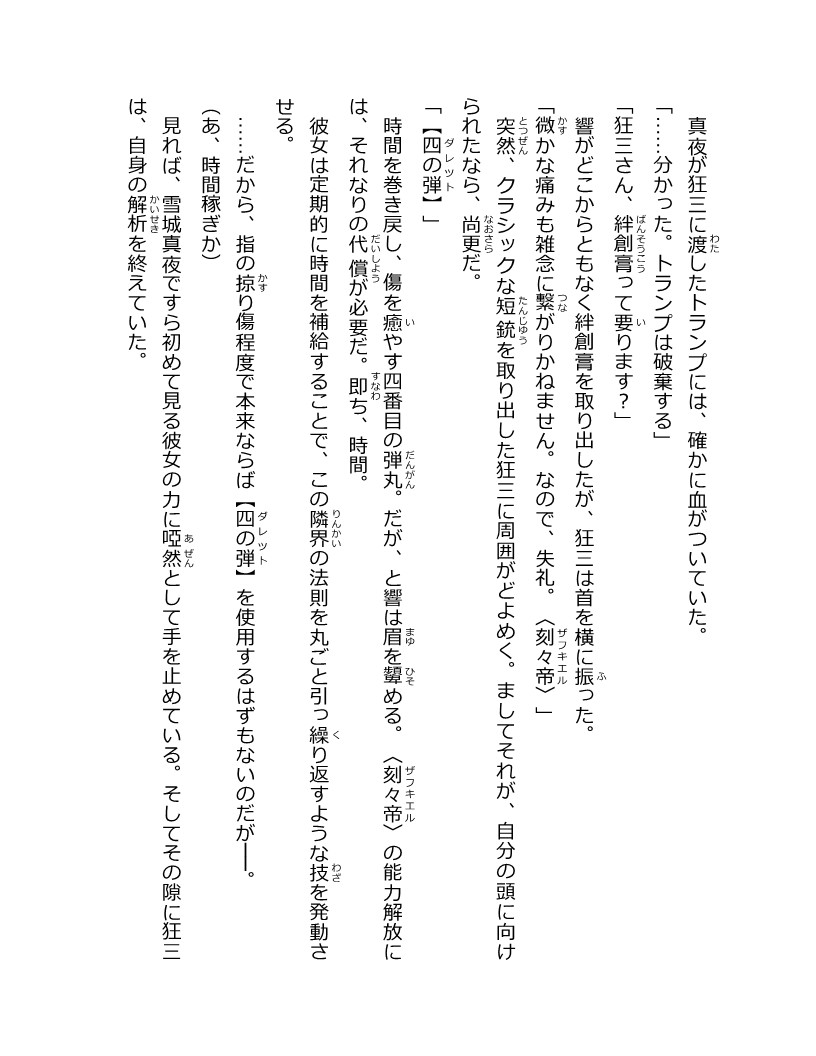 真夜が狂三に渡したトランプには、確かに血がついていた。
「……分かった。トランプは破棄する」
「狂三さん、絆創膏って要ります？」
響がどこからともなく絆創膏を取り出したが、狂三は首を横に振った。
「微かな痛みも雑念に繋がりかねません。なので、失礼。〈刻々帝〉」
突然、クラシックな短銃を取り出した狂三に周囲がどよめく。ましてそれが、自分の頭に向け
られたなら、尚更だ。
「【四の弾】」
時間を巻き戻し、傷を癒やす四番目の弾丸。だが、と響は眉を顰める。〈刻々帝〉の能力解放に
は、それなりの代償が必要だ。即ち、時間。
彼女は定期的に時間を補給することで、この隣界の法則を丸ごと引っ繰り返すような技を発動さ
せる。
……だから、指の掠り傷程度で本来ならば【四の弾】を使用するはずもないのだが――。
（あ、時間稼ぎか）
見れば、雪城真夜ですら初めて見る彼女の力に啞然として手を止めている。そしてその隙に狂三
は、自身の解析を終えていた。